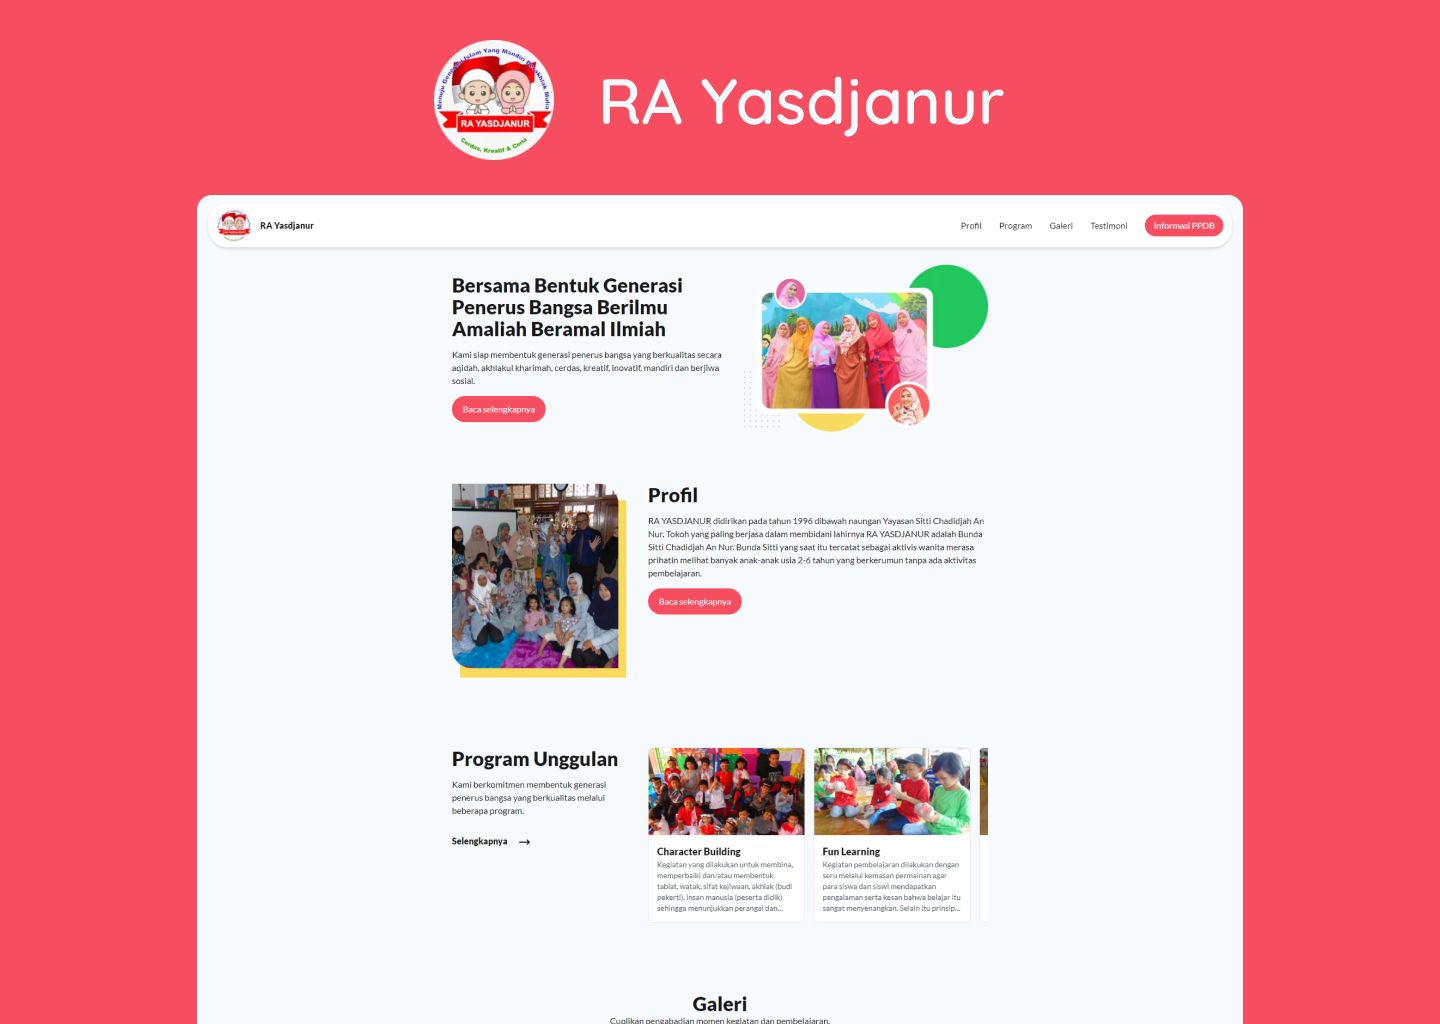 Menuju Generasi Islam Yang Mandiri Berakhlak Mulia
RA YASDJANUR
Cerdas, Kreatif & Ceria
RA Yasdjanur
RA Yasdjanur
Profil
Program
Galeri
Testimoni
Informasi PPDB
Bersama Bentuk Generasi
Penerus Bangsa Berilmu
Amaliah Beramal Ilmiah
Kami siap membentuk generasi penerus bangsa yang berkualitas secara
aqidah, akhlakul kharimah, cerdas, kreatif, inovatif, mandiri dan berjiwa
sosial.
Baca selengkapnya
Profil
RA YASDJANUR didirikan pada tahun 1996 dibawah naungan Yayasan Sitti Chadidjah An
Nur. Tokoh yang paling berjasa dalam membidani lahirnya RA YASDJANUR adalah Bunda
Sitti Chadidjah An Nur. Bunda Sitti yang saat itu tercatat sebagai aktivis wanita merasa
prihatin melihat banyak anak-anak usia 2-6 tahun yang berkerumun tanpa ada aktivitas
pembelajaran.
Baca selengkapnya
Program Unggulan
Kami berkomitmen membentuk generasi
penerus bangsa yang berkualitas melalui
beberapa program.
Selengkapnya
Character Building
Kegiatan yang dilakukan untuk membina,
memperbaiki dan/atau membentuk
tabiat, watak, sifat kejiwaan, akhlak (budi
pekerti), insan manusia (peserta didik)
sehingga menunjukkan perangai dan...
Fun Learning
Kegiatan pembelajaran dilakukan dengan
seru melalui kemasan permainan agar
para siswa dan siswi mendapatkan
pengalaman serta kesan bahwa belajar itu
sangat menyenangkan. Selain itu prinsip...
Galeri
Cuplikan pengabadian momen kegiatan dan pembelajaran.